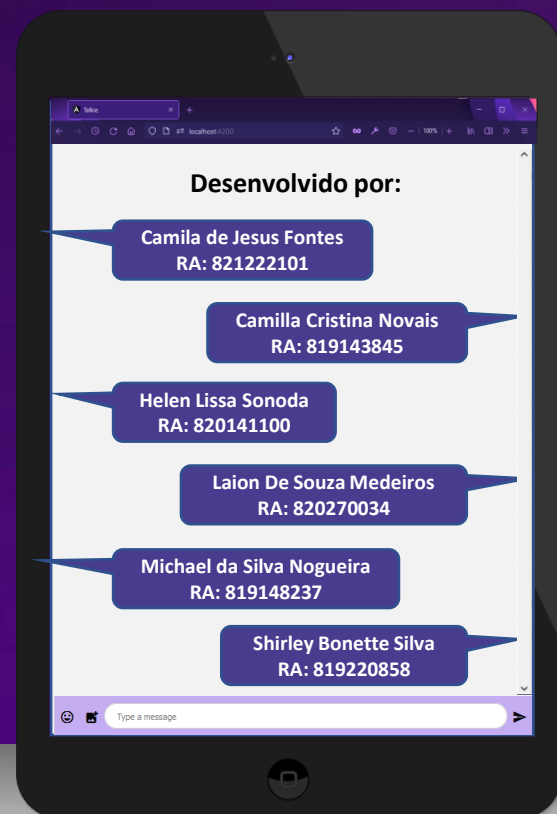 Talkie
localhost:4200
100%
Desenvolvido por:
Camila de Jesus Fontes
RA: 821222101
Camilla Cristina Novais
RA: 819143845
Helen Lissa Sonoda
RA: 820141100
Laion De Souza Medeiros
RA: 820270034
Michael da Silva Nogueira
RA: 819148237
Shirley Bonette Silva
RA: 819220858
Type a message